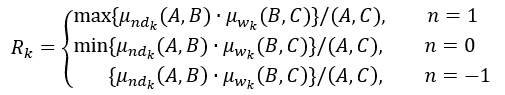 max{μ_{nd_k}(A, B) · μ_{w_k}(B, C)}/(A, C), n = 1
R_k = { min{μ_{nd_k}(A, B) · μ_{w_k}(B, C)}/(A, C), n = 0
{μ_{nd_k}(A, B) · μ_{w_k}(B, C)}/(A, C), n = −1